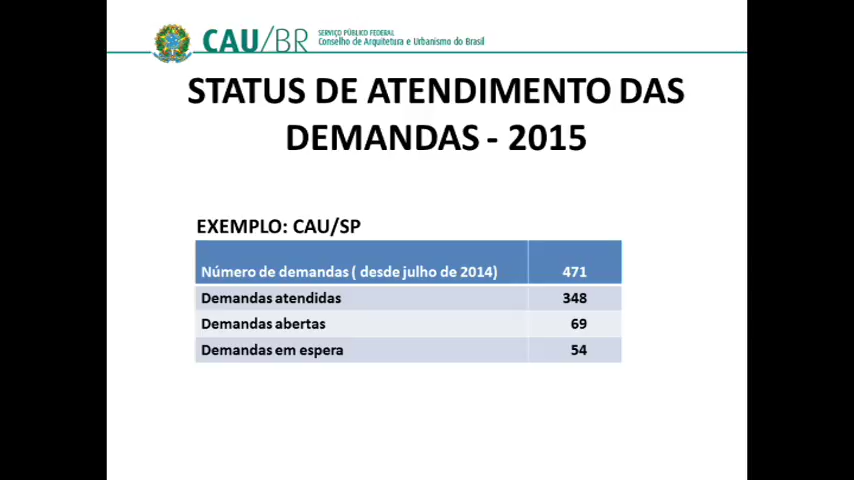 CAU/BR
SERVIÇO PÚBLICO FEDERAL
Conselho de Arquitetura e Urbanismo do Brasil
STATUS DE ATENDIMENTO DAS
DEMANDAS - 2015
EXEMPLO: CAU/SP
Número de demandas ( desde julho de 2014) 471
Demandas atendidas 348
Demandas abertas 69
Demandas em espera 54